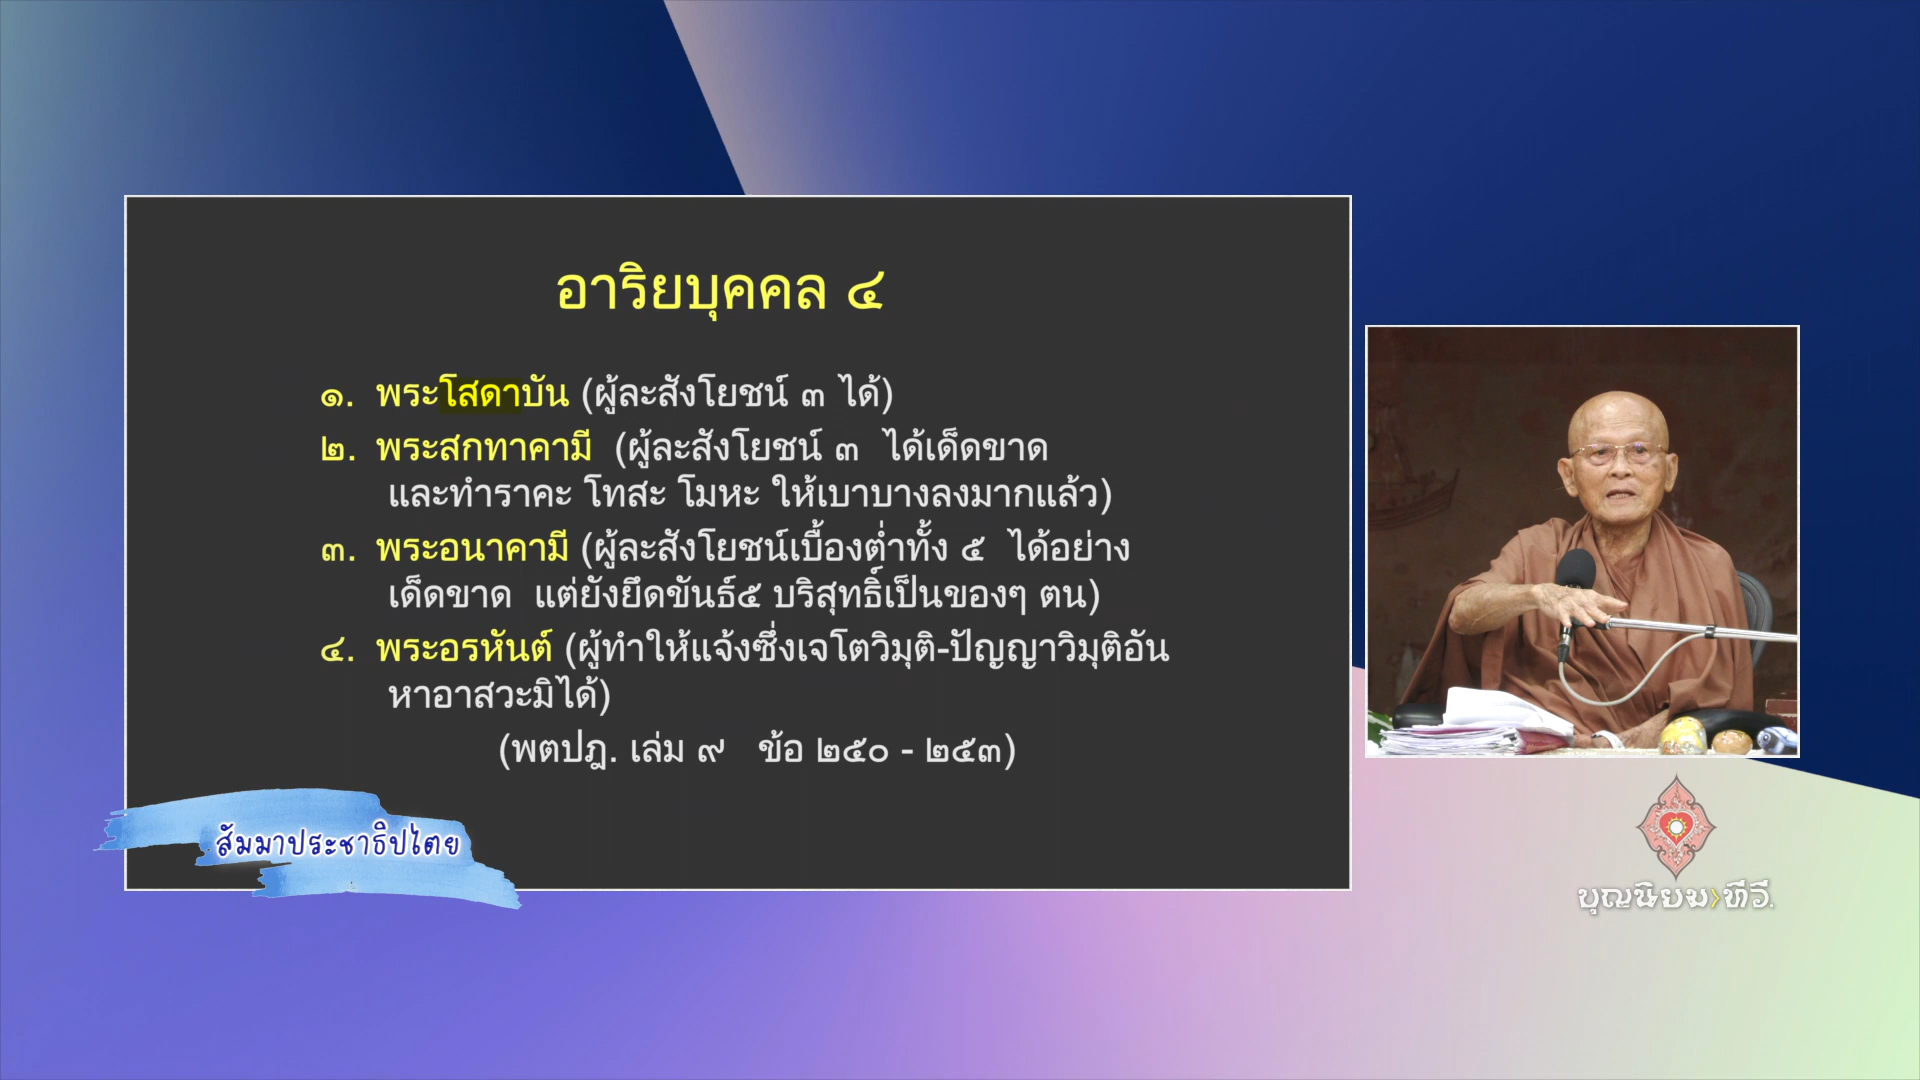 อาริยบุคคล ๔
๑. พระโสดาบัน (ผู้ละสังโยชน์ ๓ ได้)
๒. พระสกทาคามี (ผู้ละสังโยชน์ ๓ ได้เด็ดขาด
และทำราคะ โทสะ โมหะ ให้เบาบางลงมากแล้ว)
๓. พระอนาคามี (ผู้ละสังโยชน์เบื้องต่ำทั้ง ๕ ได้อย่าง
เด็ดขาด แต่ยังยึดขันธ์๕ บริสุทธิ์เป็นของๆ ตน)
๔. พระอรหันต์ (ผู้ทำให้แจ้งซึ่งเจโตวิมุติ-ปัญญาวิมุติอัน
หาอาสวะมิได้)
(พตปฎ. เล่ม ๙ ข้อ ๒๕๐ - ๒๕๓)
สัมมาประชาธิปไตย
บุญนิยม>ทีวี.